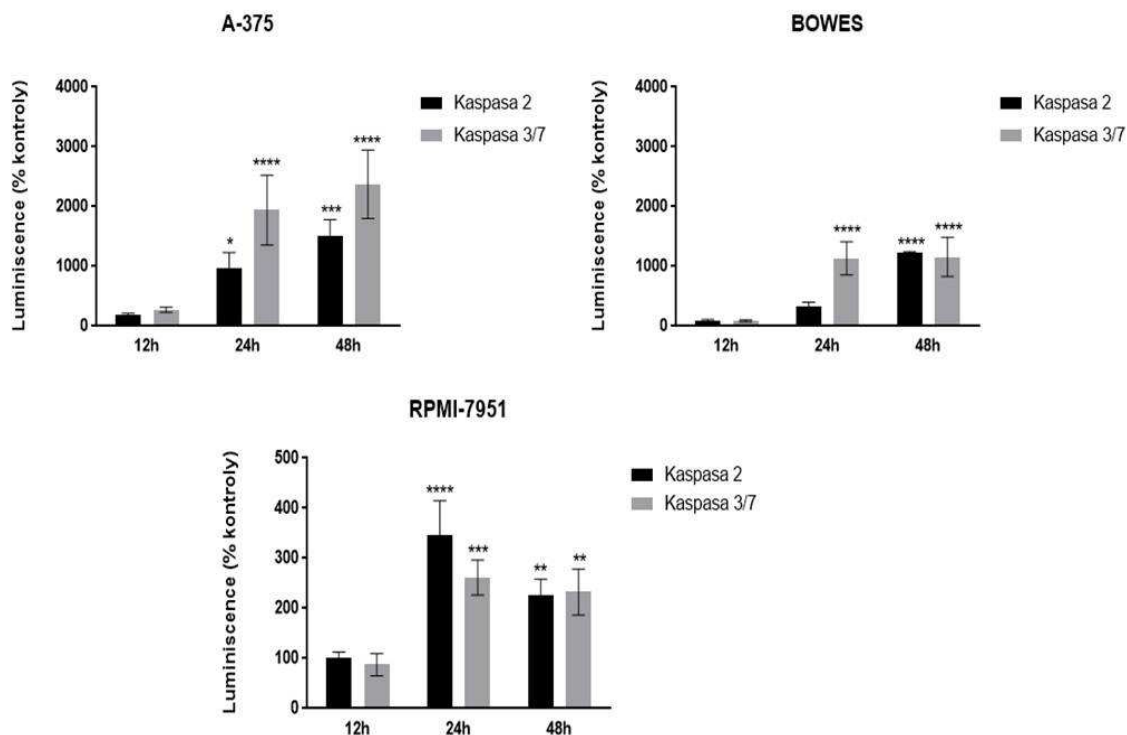 A-375
Luminiscence (% kontroly)
4000
3000
2000
1000
0
*
****
***
****
12h
24h
48h
Kaspasa 2
Kaspasa 3/7
BOWES
Luminiscence (% kontroly)
4000
3000
2000
1000
0
****
****
****
12h
24h
48h
Kaspasa 2
Kaspasa 3/7
RPMI-7951
Luminiscence (% kontroly)
500
400
300
200
100
0
****
***
**
**
12h
24h
48h
Kaspasa 2
Kaspasa 3/7